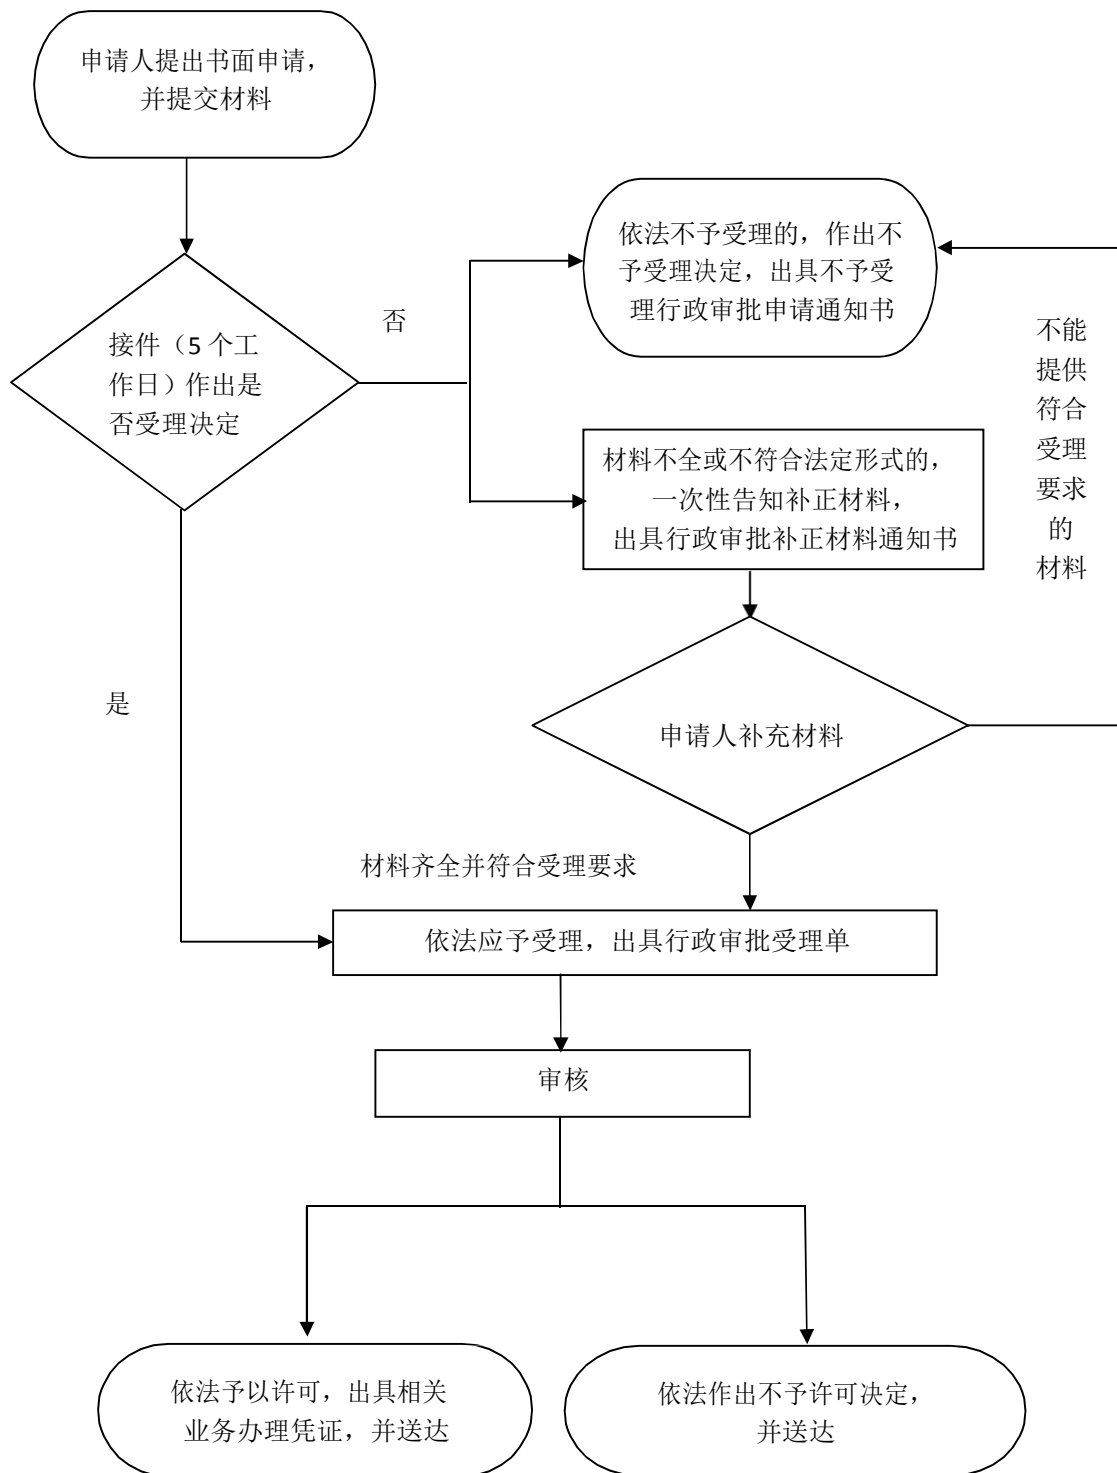 申请人提出书面申请，
并提交材料
依法不予受理的，作出不
予受理决定，出具不予受
理行政审批申请通知书
否
接件（5 个工
作日）作出是
否受理决定
不能
提供
符合
受理
要求
的
材料
材料不全或不符合法定形式的，
一次性告知补正材料，
出具行政审批补正材料通知书
是
申请人补充材料
材料齐全并符合受理要求
依法应予受理，出具行政审批受理单
审核
依法予以许可，出具相关
业务办理凭证，并送达
依法作出不予许可决定，
并送达